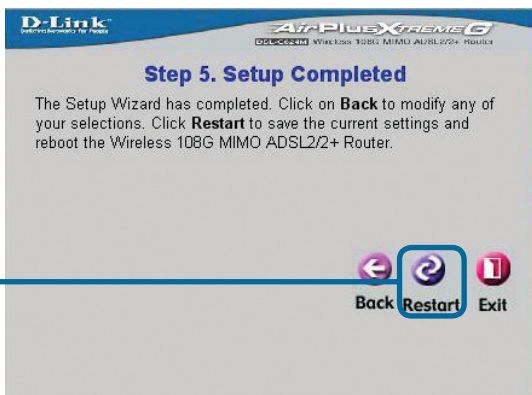 D-Link
Building Networks for People
AirPlus Xtreme G
DSL-G624M Wireless 108G MIMO ADSL2/2+ Router
Step 5. Setup Completed
The Setup Wizard has completed. Click on Back to modify any of
your selections. Click Restart to save the current settings and
reboot the Wireless 108G MIMO ADSL2/2+ Router.
Back Restart Exit